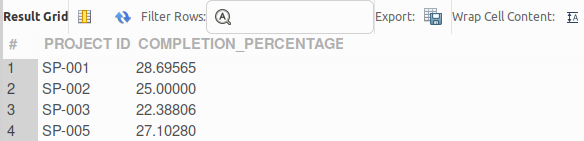 Result Grid Filter Rows: Export: Wrap Cell Content:
# PROJECT ID COMPLETION_PERCENTAGE
1 SP-001 28.69565
2 SP-002 25.00000
3 SP-003 22.38806
4 SP-005 27.10280